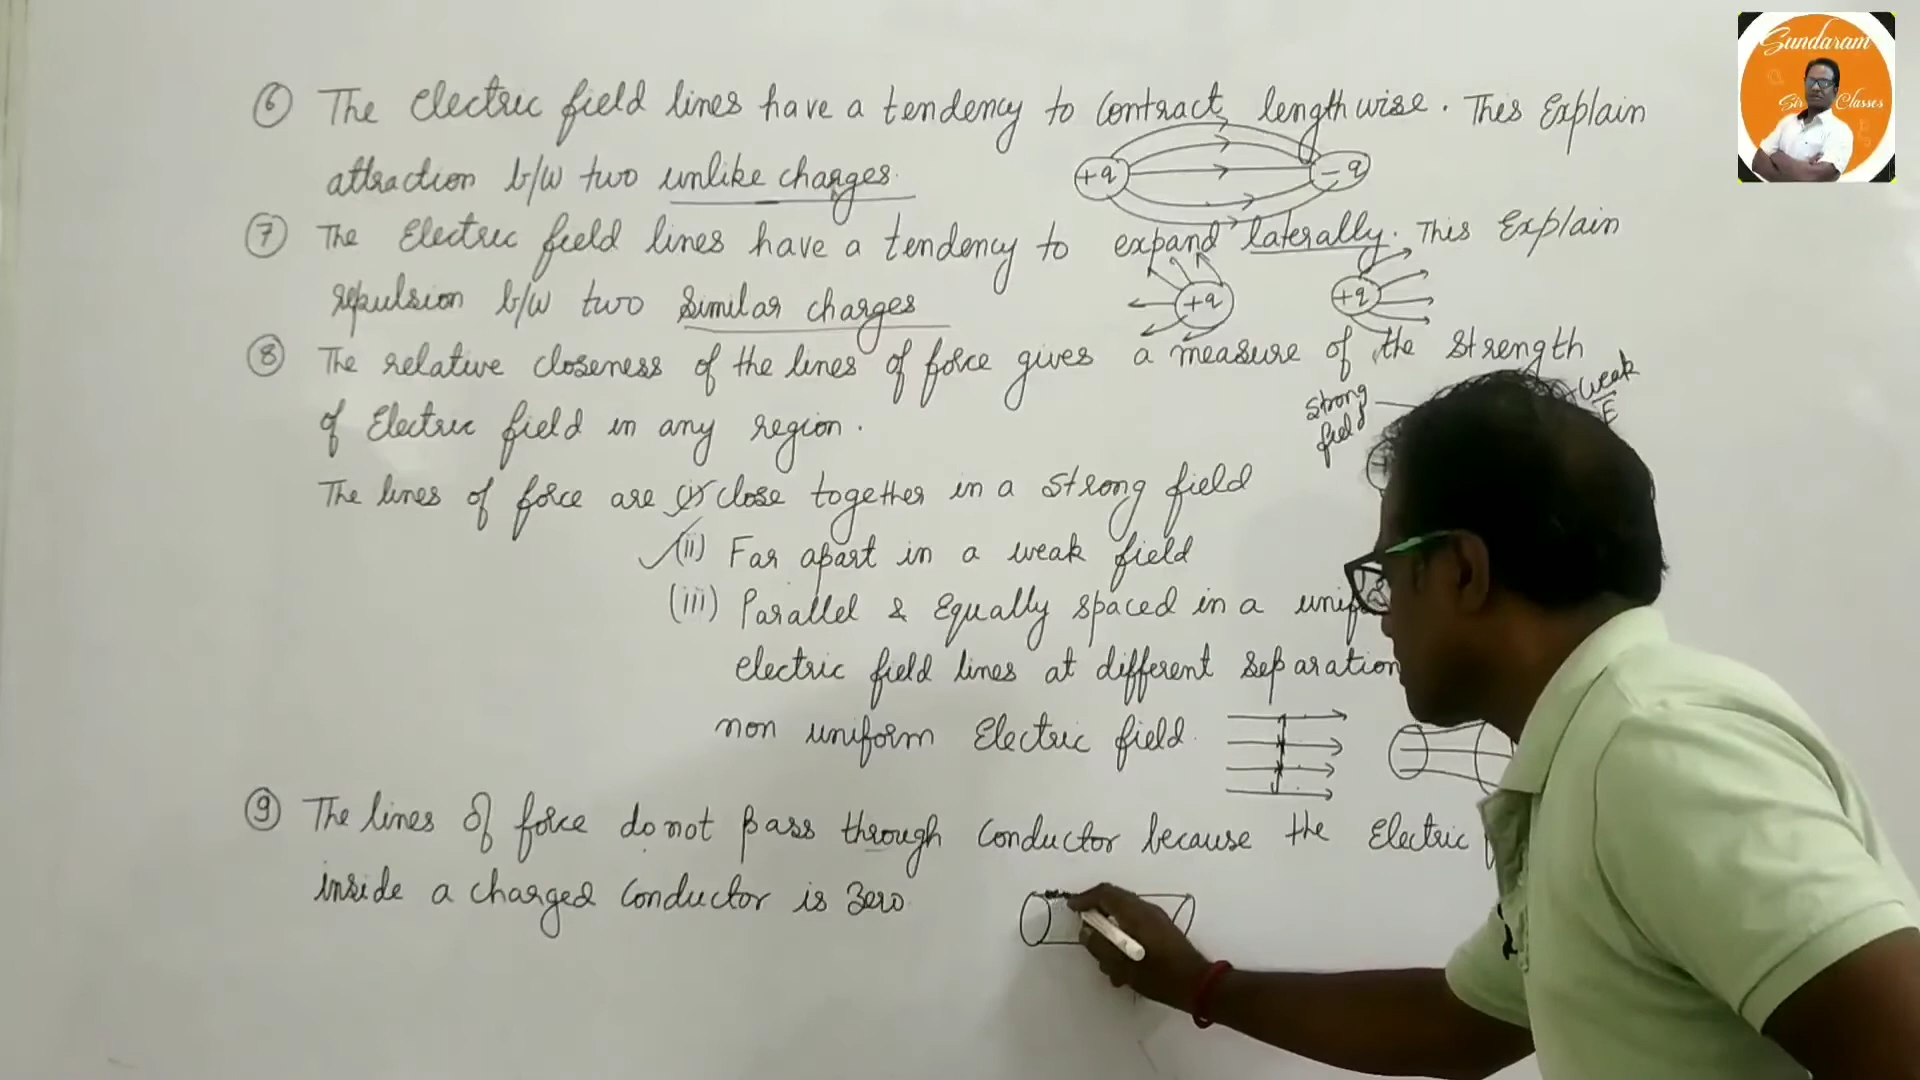 Sundaram
Sir Classes
⑥ The electric field lines have a tendency to contract lengthwise. This Explain
attraction b/w two unlike charges.
+q
-q
⑦ The Electric field lines have a tendency to expand laterally. This Explain
repulsion b/w two Similar charges
+q
+q
⑧ The relative closeness of the lines of force gives a measure of the strength
of Electric field in any region.
Strong
field
weak
E
The lines of force are (i) close together in a strong field
(ii) Far apart in a weak field
(iii) Parallel & Equally spaced in a
electric field lines at different separation
non uniform Electric field.
⑨ The lines of force do not pass through conductor because the Electric
inside a charged conductor is zero